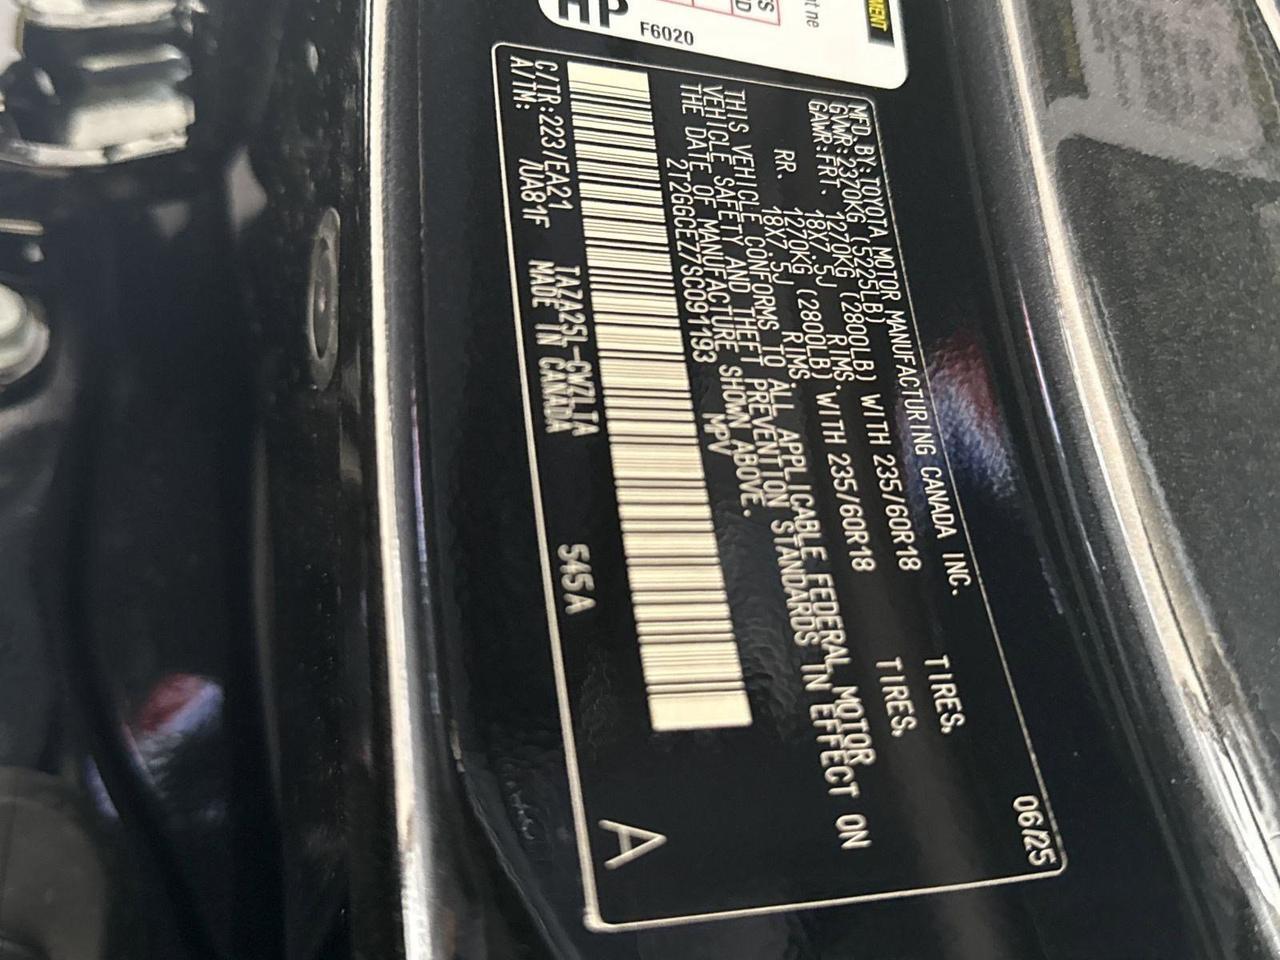 HP
F6020
MENT
MFD.BY:TOYOTA MOTOR MANUFACTURING CANADA INC. 06/25
GVWR:2370KG(5225LB)
GAWR:FRT. 1270KG (2800LB) WITH 235/60R18 TIRES,
18X7.5J RIMS.
RR. 1270KG (2800LB) WITH 235/60R18 TIRES,
18X7.5J RIMS.
THIS VEHICLE CONFORMS TO ALL APPLICABLE FEDERAL MOTOR
VEHICLE SAFETY AND THEFT PREVENTION STANDARDS IN EFFECT ON
THE DATE OF MANUFACTURE SHOWN ABOVE.
2T2GGCEZ7SC091193 MPV
C/TR:223/EA21 TAZA25L-CWZLTA 545A
A/TM: /UA81F MADE IN CANADA
A